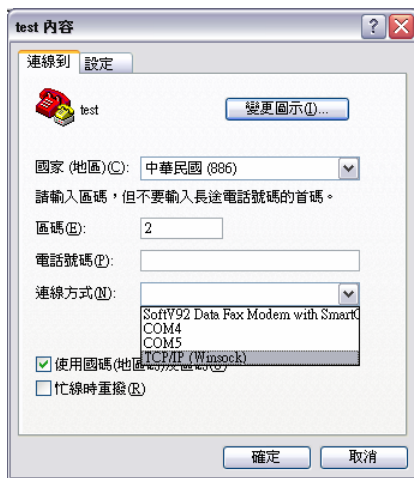 test 內容
連線到 設定
test 變更圖示(I)...
國家 (地區)(C): 中華民國 (886)
請輸入區碼，但不要輸入長途電話號碼的首碼。
區碼(E): 2
電話號碼(P):
連線方式(N):
SoftV92 Data Fax Modem with Smart
COM4
COM5
TCP/IP (Winsock)
使用國碼(地
忙線時重撥(R)
確定 取消